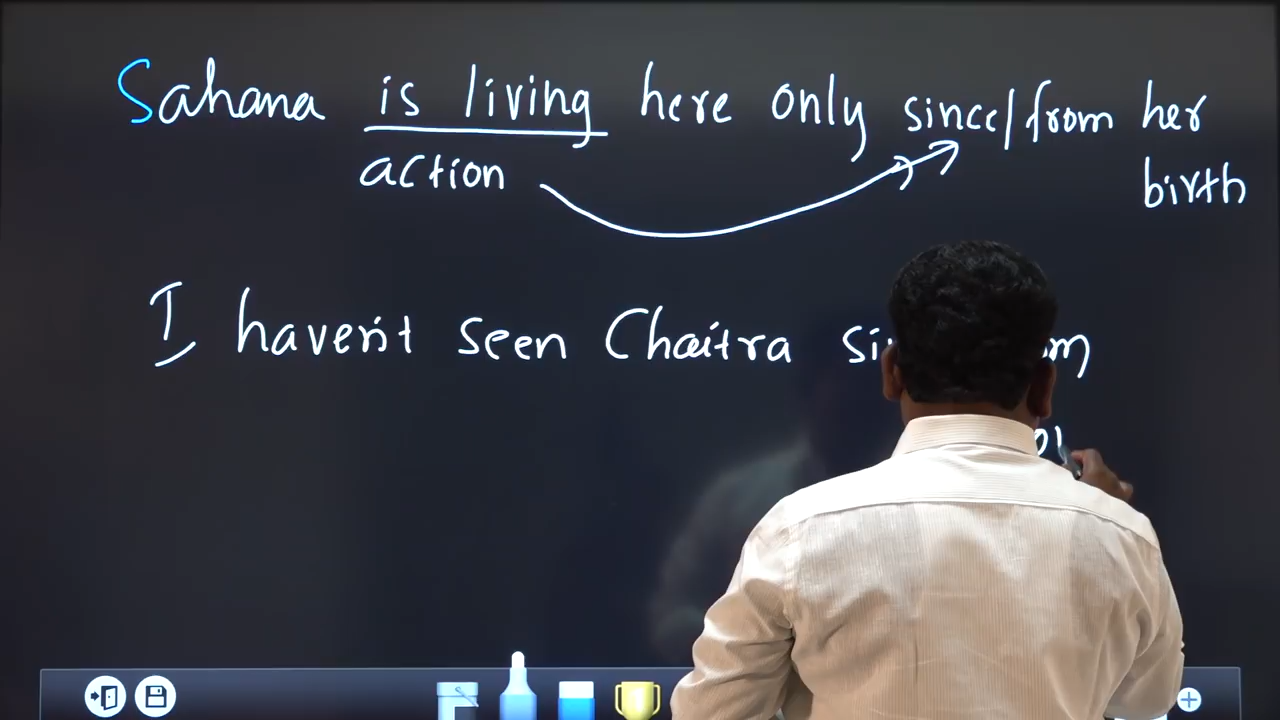 Sahana is living here only since/from her
birth
action
I haven't seen Chaitra